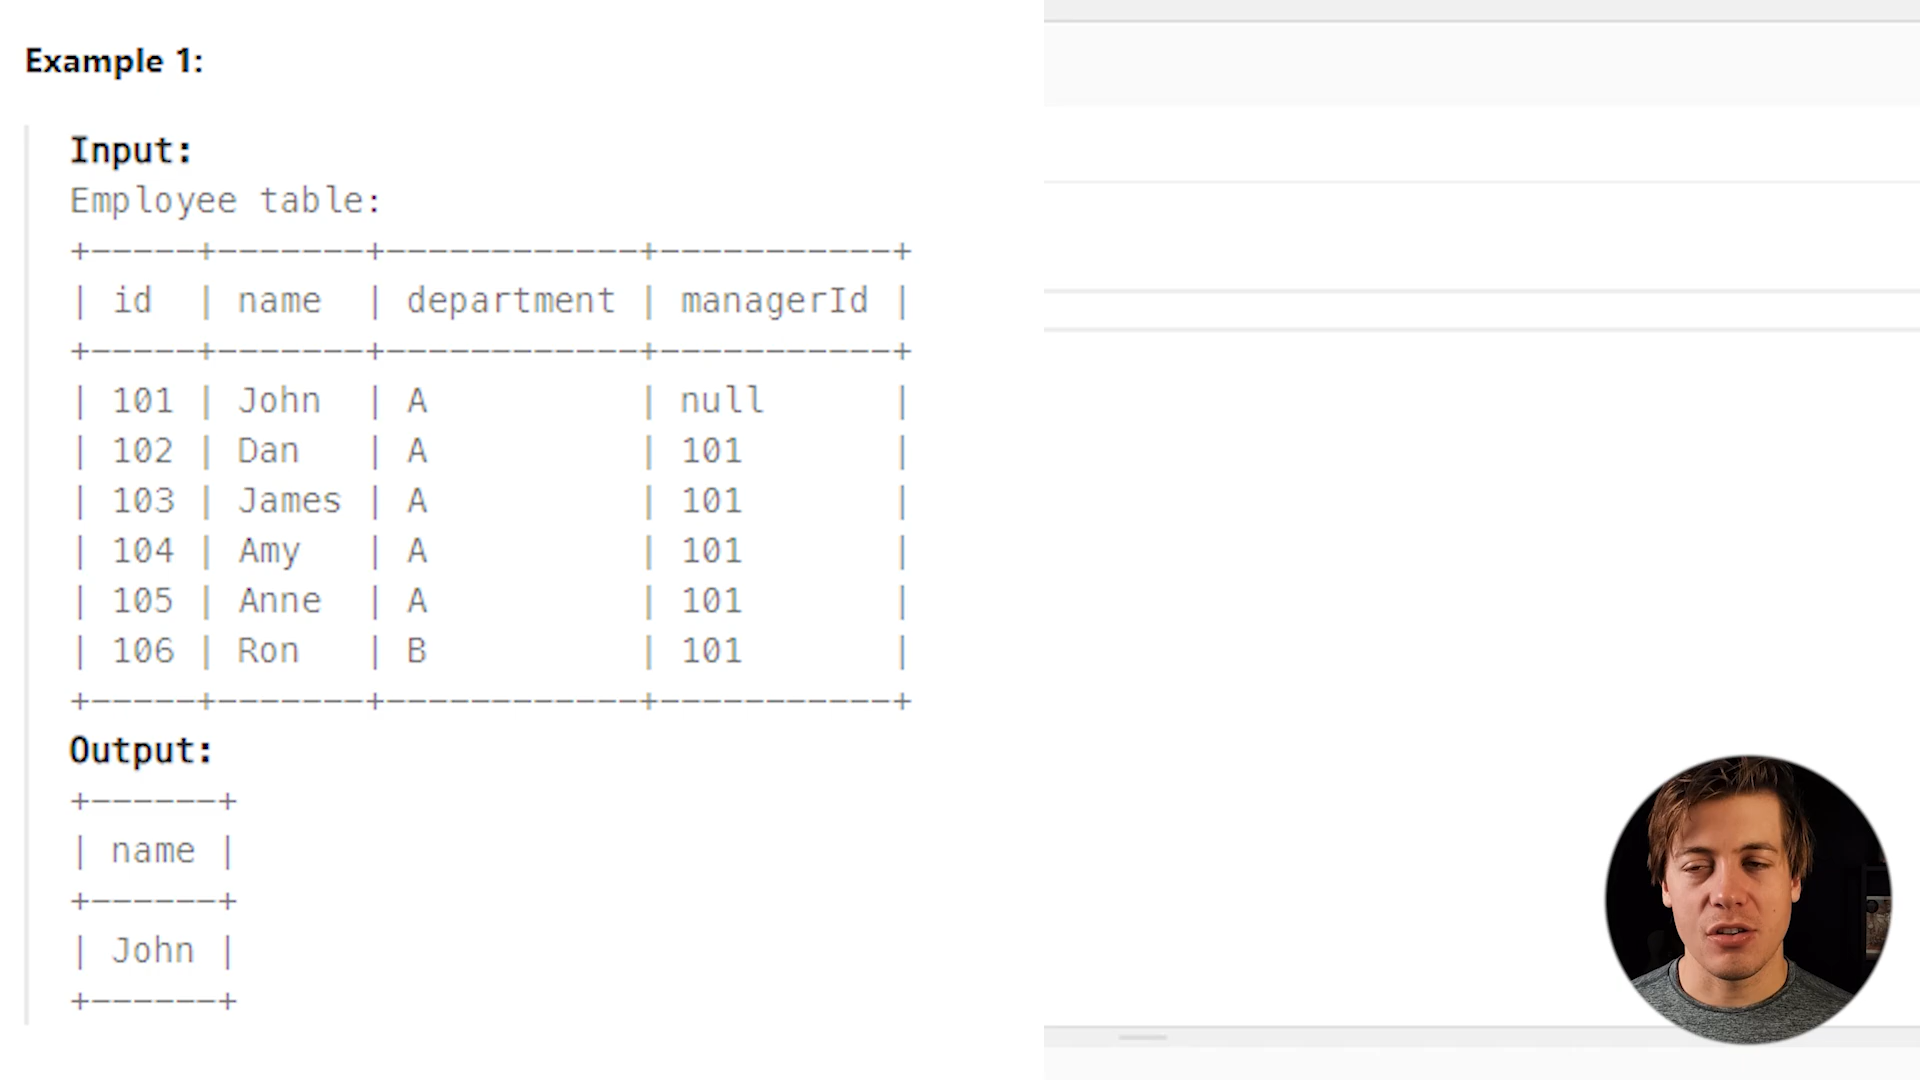 Example 1:
Input:
Employee table:
+-----+-------+------------+-----------+
| id  | name  | department | managerId |
+-----+-------+------------+-----------+
| 101 | John  | A          | null      |
| 102 | Dan   | A          | 101       |
| 103 | James | A          | 101       |
| 104 | Amy   | A          | 101       |
| 105 | Anne  | A          | 101       |
| 106 | Ron   | B          | 101       |
+-----+-------+------------+-----------+
Output:
+------+
| name |
+------+
| John |
+------+